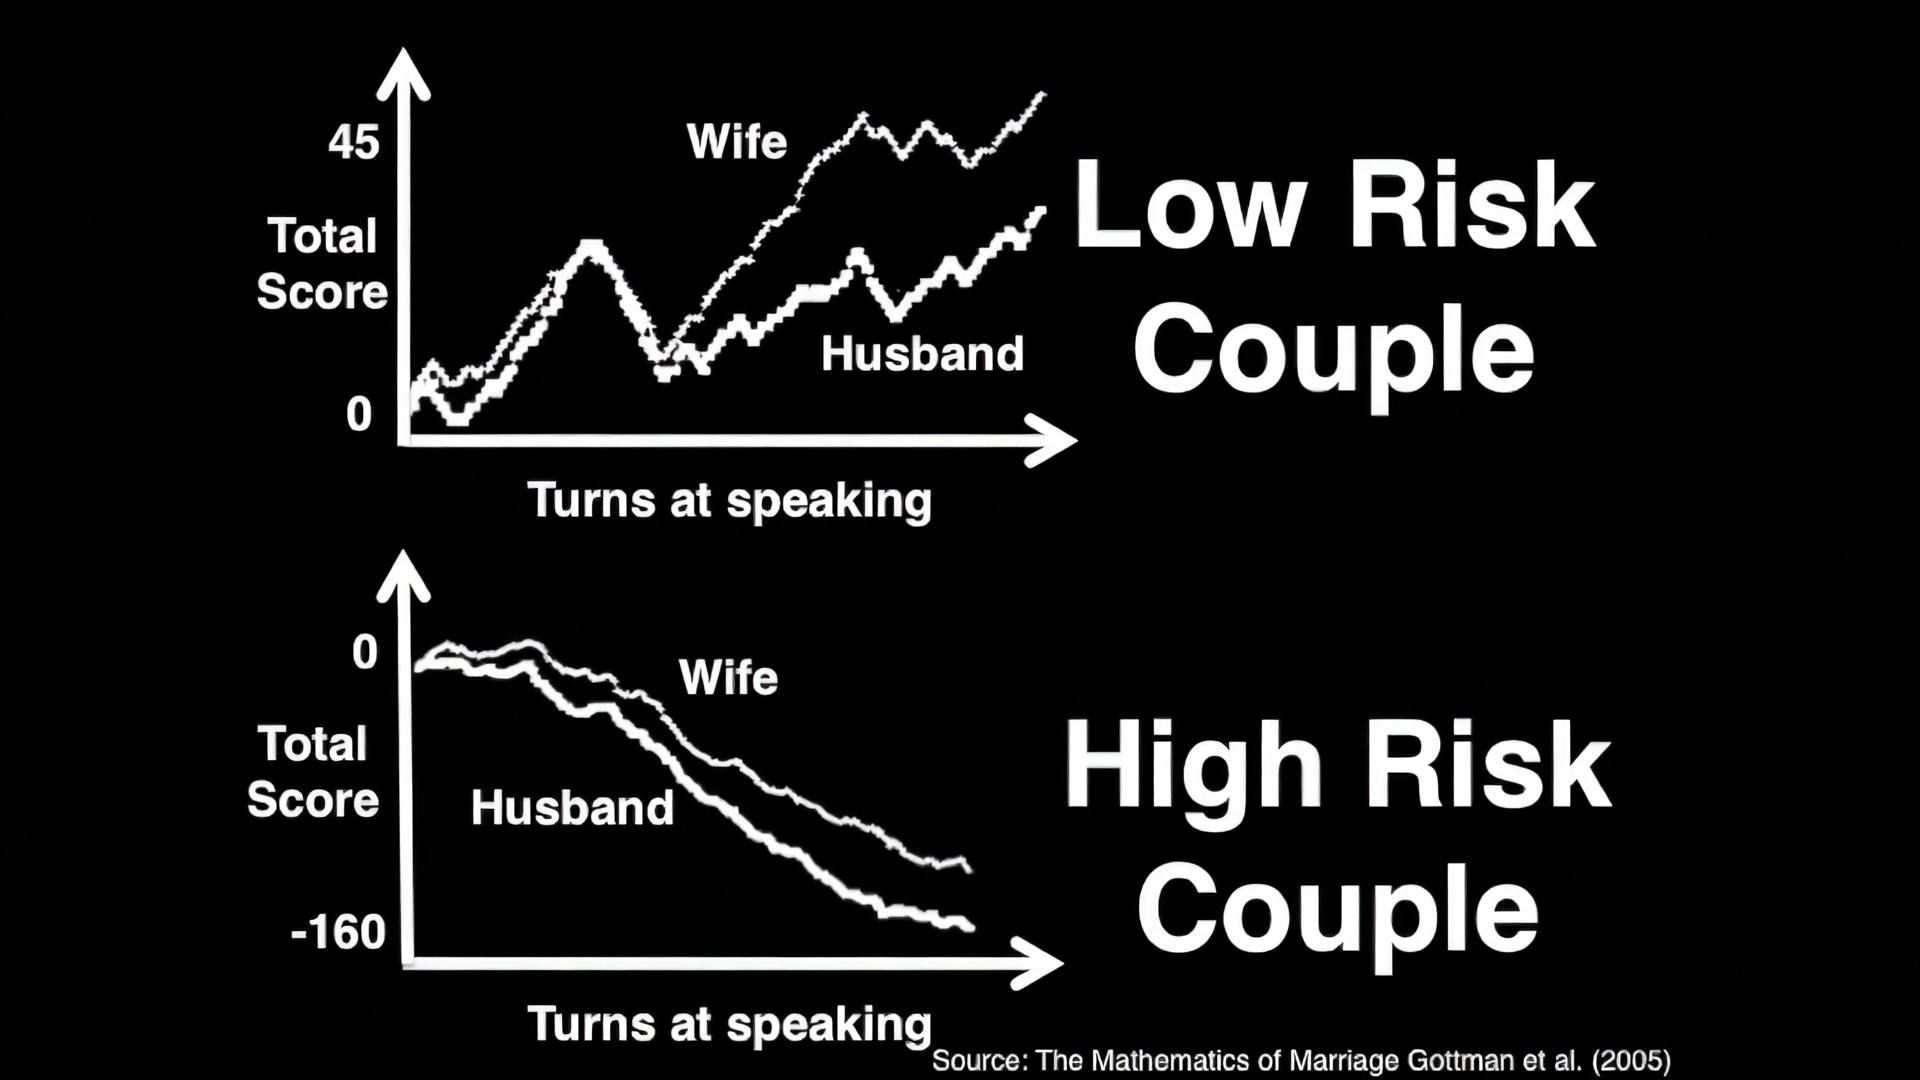 45
Wife
Total
Score
Husband
0
Turns at speaking
Low Risk
Couple
0
Wife
Total
Score
Husband
-160
Turns at speaking
High Risk
Couple
Source: The Mathematics of Marriage Gottman et al. (2005)